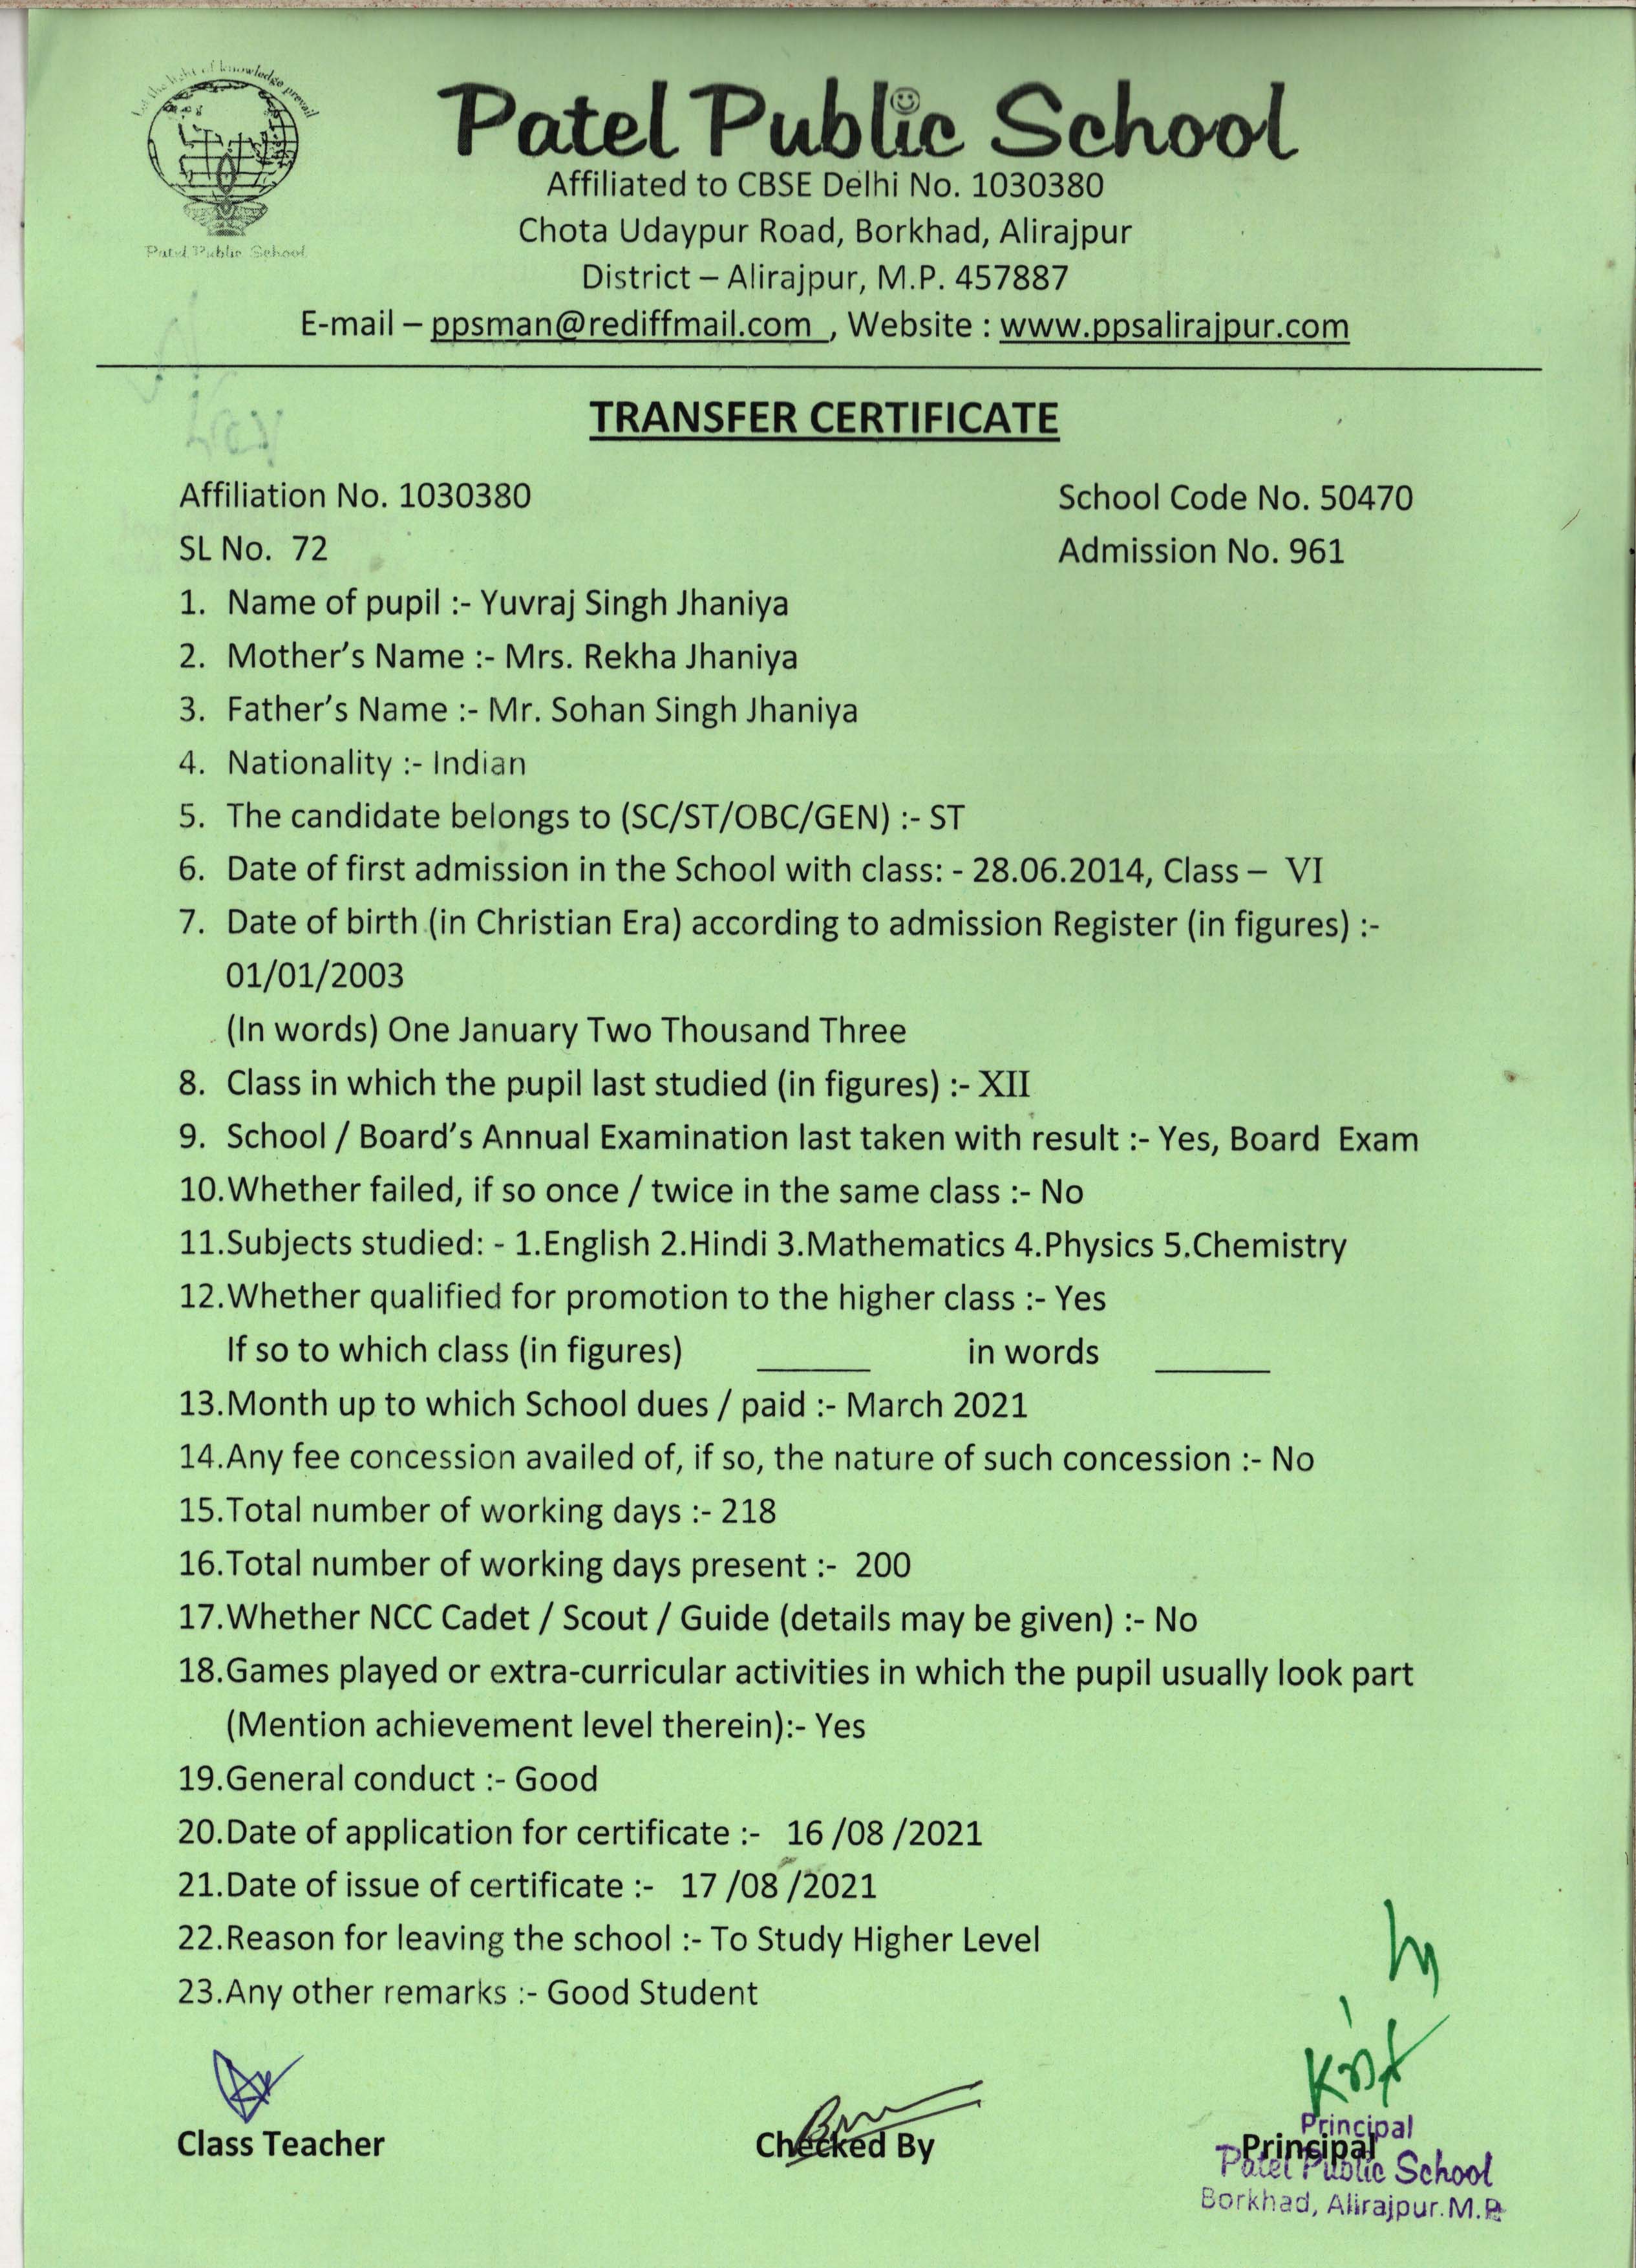 Let the light of knowledge prevail
Patel Public School
Patel Public School
Affiliated to CBSE Delhi No. 1030380
Chota Udaypur Road, Borkhad, Alirajpur
District – Alirajpur, M.P. 457887
E-mail – ppsman@rediffmail.com , Website : www.ppsalirajpur.com
TRANSFER CERTIFICATE
Affiliation No. 1030380 School Code No. 50470
SL No. 72 Admission No. 961
1. Name of pupil :- Yuvraj Singh Jhaniya
2. Mother’s Name :- Mrs. Rekha Jhaniya
3. Father’s Name :- Mr. Sohan Singh Jhaniya
4. Nationality :- Indian
5. The candidate belongs to (SC/ST/OBC/GEN) :- ST
6. Date of first admission in the School with class: - 28.06.2014, Class – VI
7. Date of birth (in Christian Era) according to admission Register (in figures) :-
01/01/2003
(In words) One January Two Thousand Three
8. Class in which the pupil last studied (in figures) :- XII
9. School / Board’s Annual Examination last taken with result :- Yes, Board Exam
10.Whether failed, if so once / twice in the same class :- No
11.Subjects studied: - 1.English 2.Hindi 3.Mathematics 4.Physics 5.Chemistry
12.Whether qualified for promotion to the higher class :- Yes
If so to which class (in figures) ______ in words ______
13.Month up to which School dues / paid :- March 2021
14.Any fee concession availed of, if so, the nature of such concession :- No
15.Total number of working days :- 218
16.Total number of working days present :- 200
17.Whether NCC Cadet / Scout / Guide (details may be given) :- No
18.Games played or extra-curricular activities in which the pupil usually look part
(Mention achievement level therein):- Yes
19.General conduct :- Good
20.Date of application for certificate :- 16 /08 /2021
21.Date of issue of certificate :- 17 /08 /2021
22.Reason for leaving the school :- To Study Higher Level
23.Any other remarks :- Good Student
Class Teacher Checked By Principal
Principal
Patel Public School
Borkhad, Alirajpur.M.P.